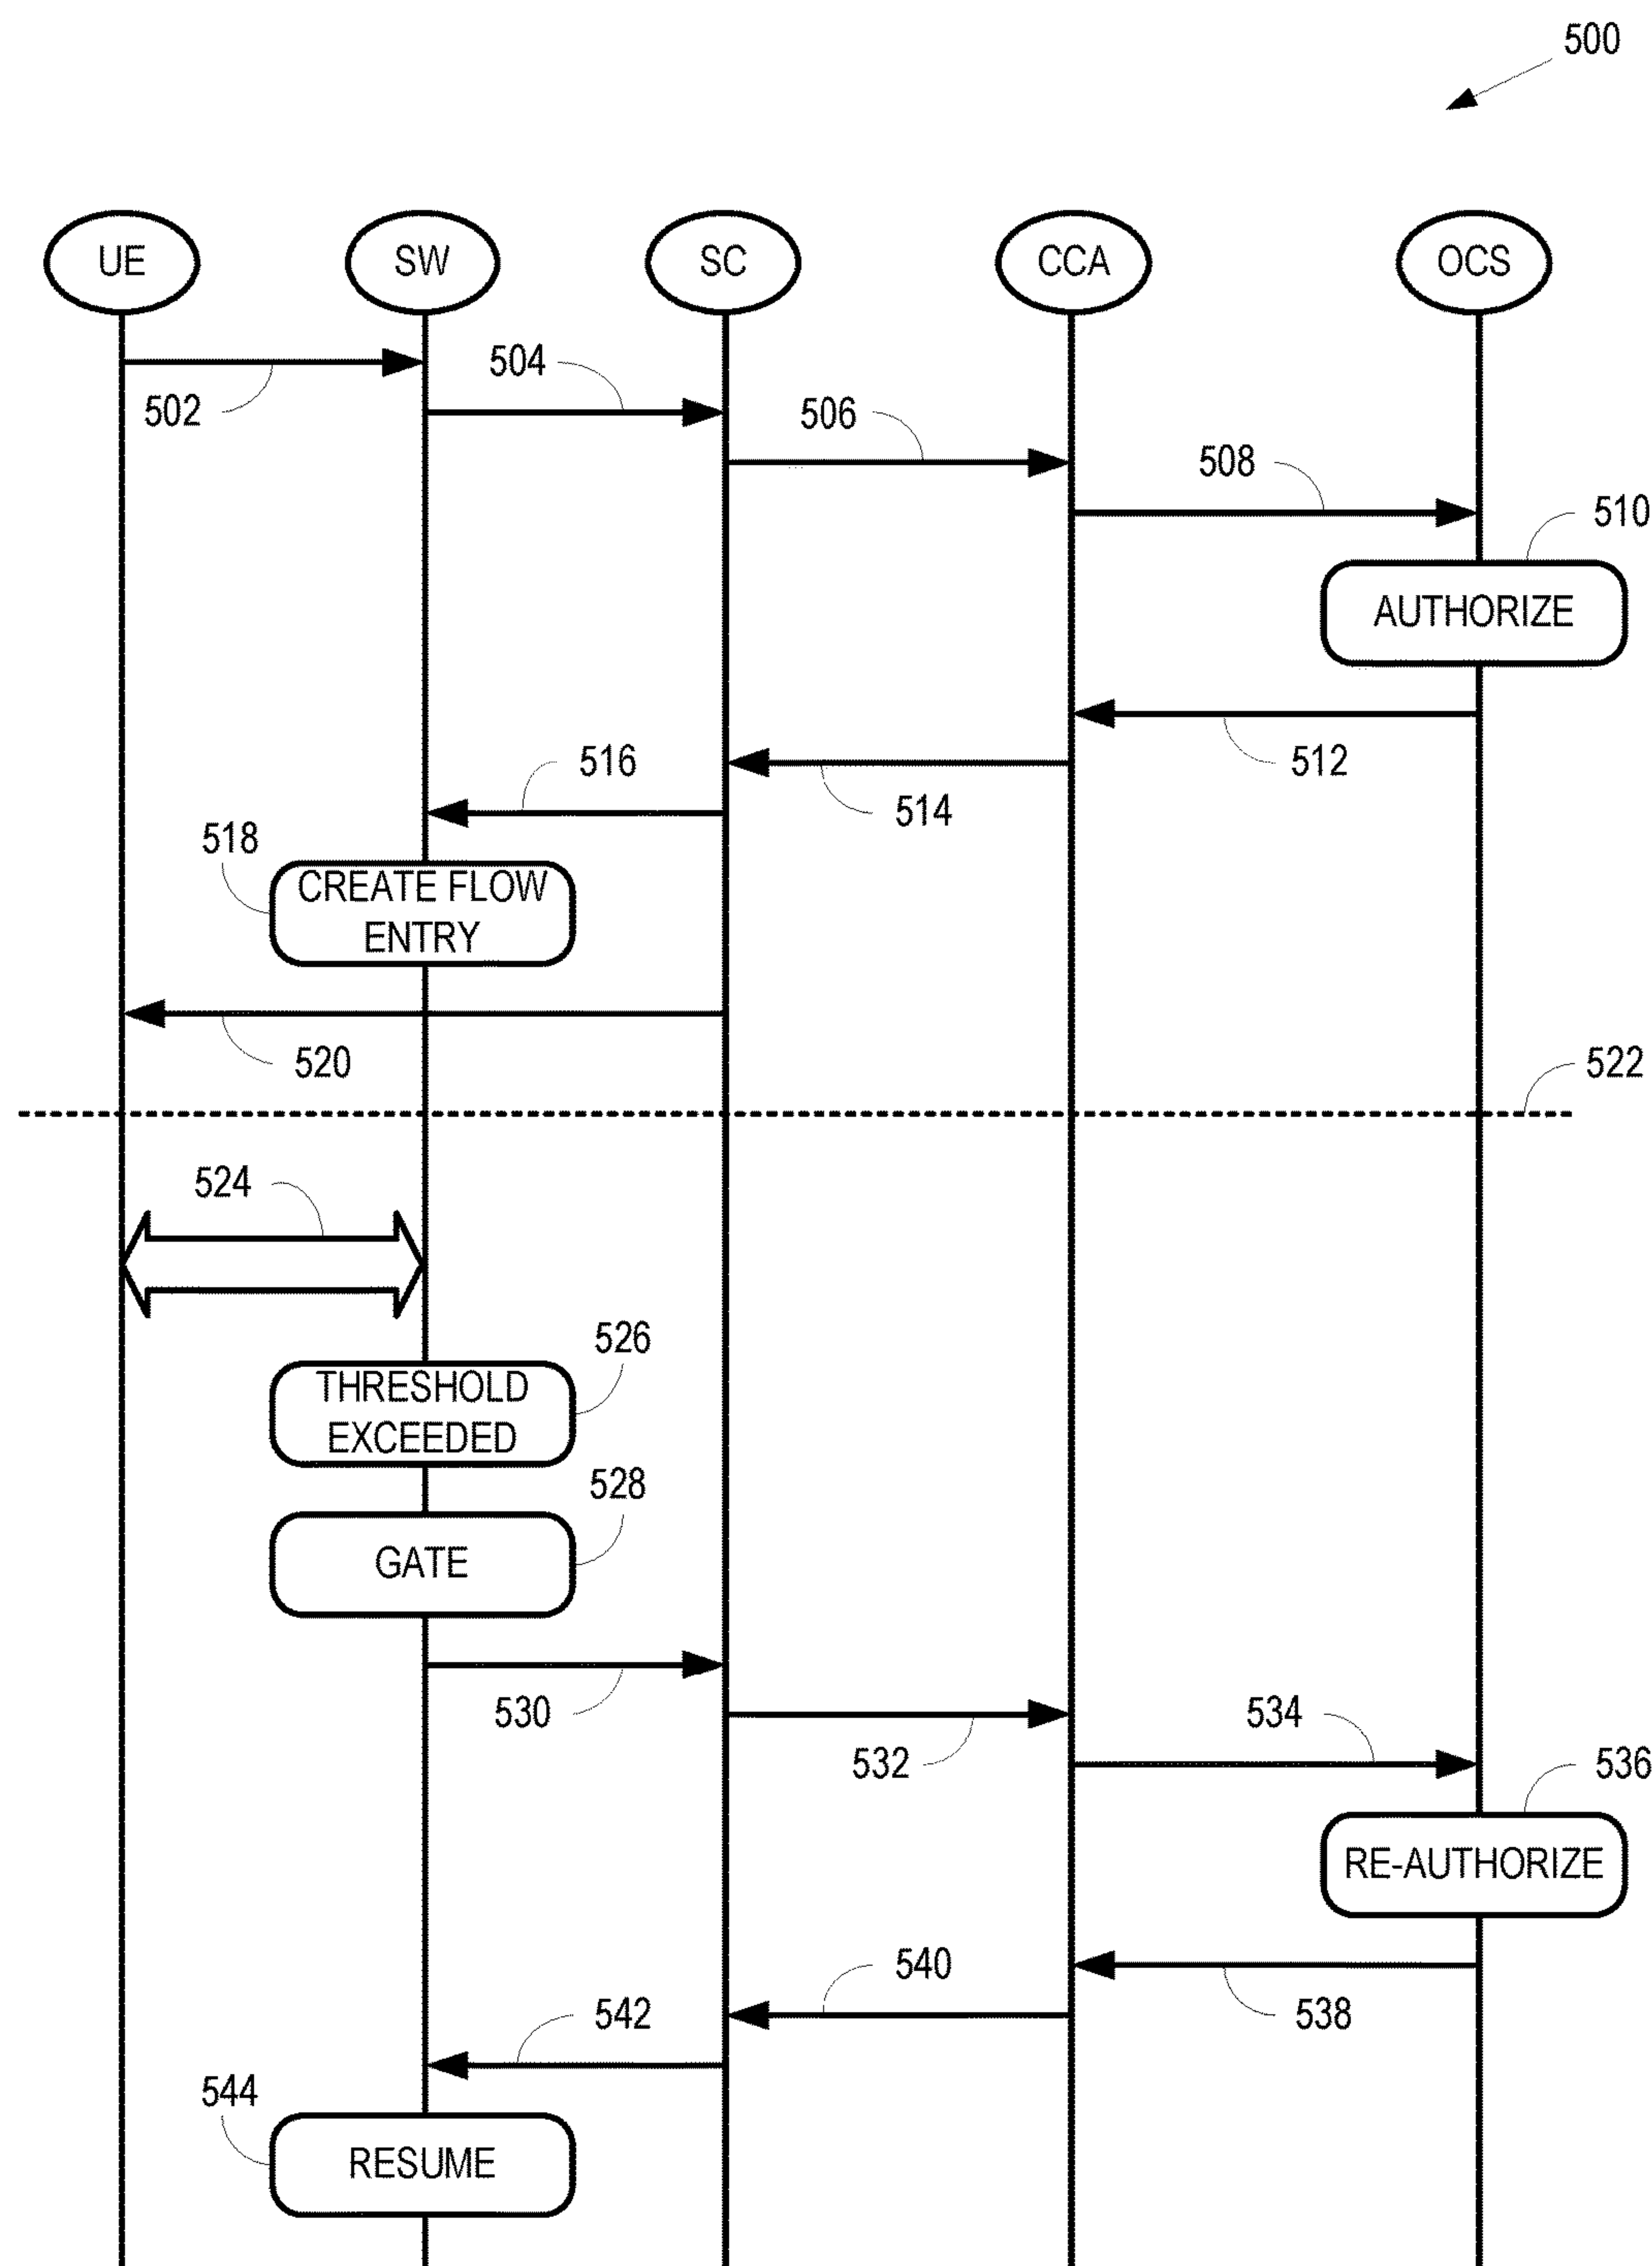 500
UE
SW
SC
CCA
OCS
504
502
506
508
510
AUTHORIZE
512
516
514
518
CREATE FLOW
ENTRY
520
522
524
526
THRESHOLD
EXCEEDED
528
GATE
530
534
532
536
RE-AUTHORIZE
540
538
542
544
RESUME